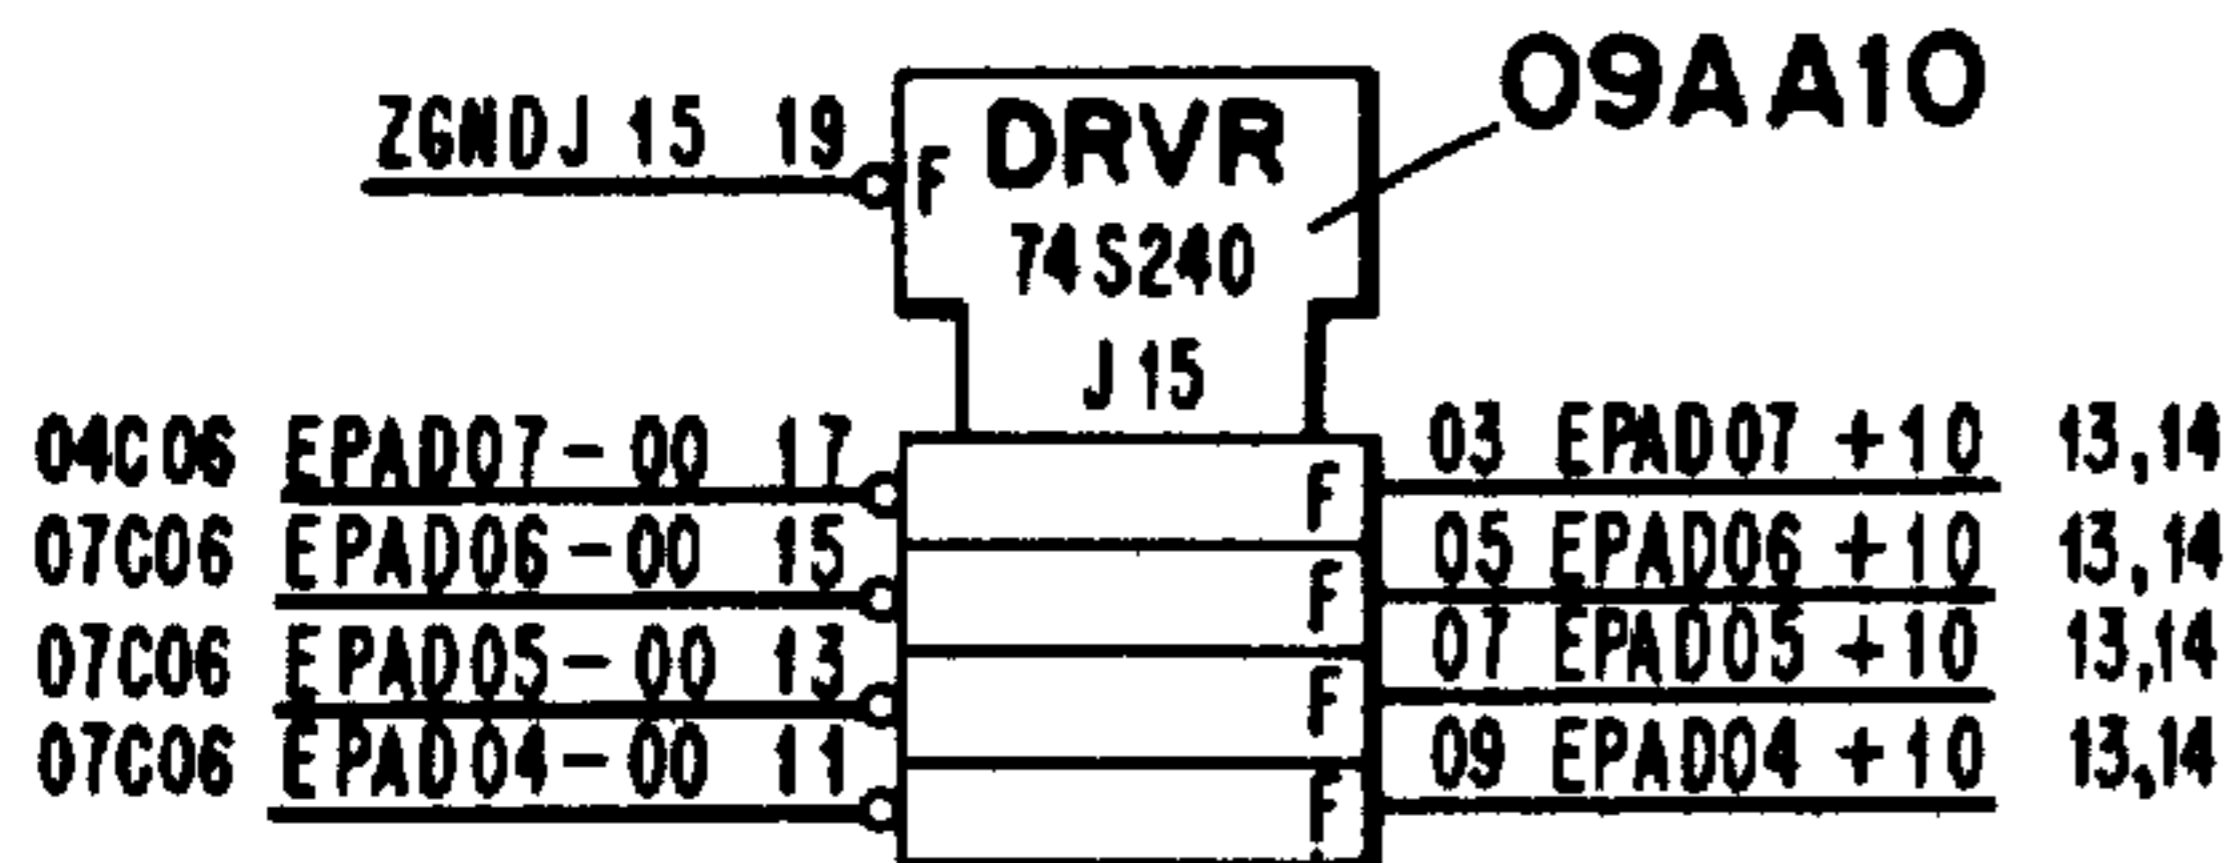 09AA10
ZGNDJ15 19 F DRVR
74S240
J15
04C06 EPAD07-00 17 F 03 EPAD07+10 13,14
07C06 EPAD06-00 15 F 05 EPAD06+10 13,14
07C06 EPAD05-00 13 F 07 EPAD05+10 13,14
07C06 EPAD04-00 11 F 09 EPAD04+10 13,14